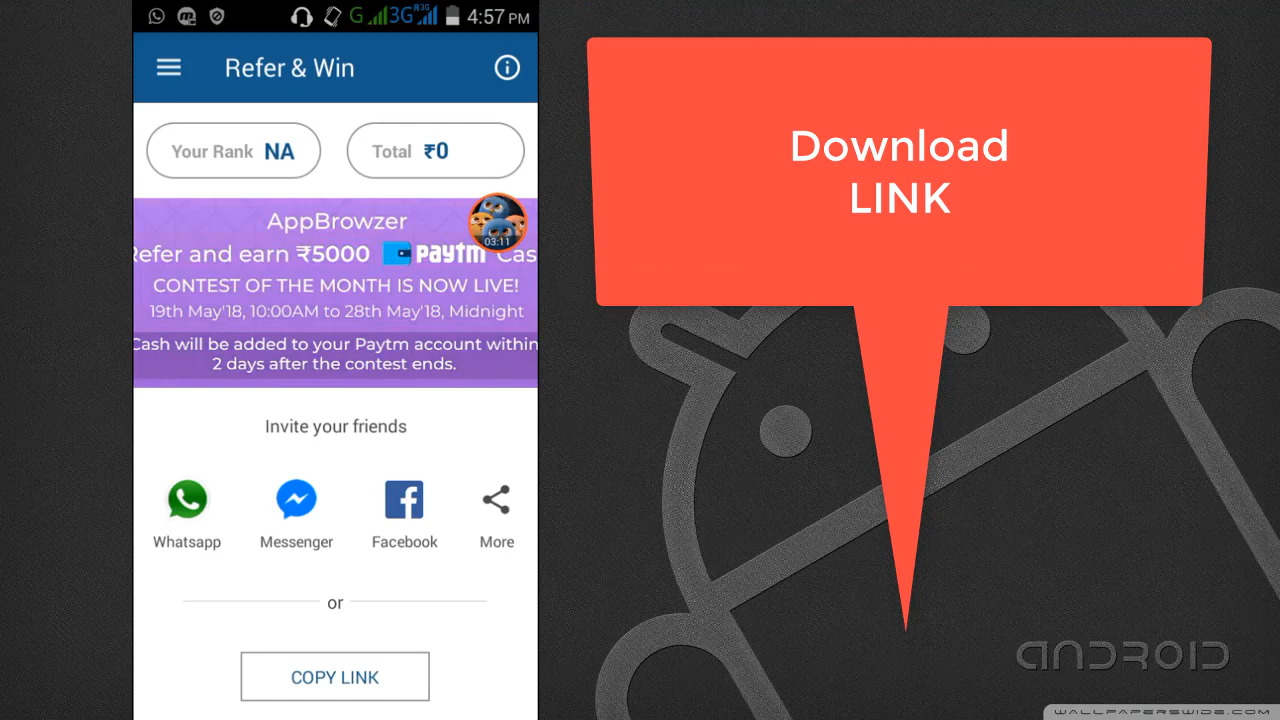 G 3G R3G 4:57 PM
Refer & Win
Your Rank NA
Total ₹0
AppBrowzer
Refer and earn ₹5000 paytm Cas
03:11
CONTEST OF THE MONTH IS NOW LIVE!
19th May'18, 10:00AM to 28th May'18, Midnight
Cash will be added to your Paytm account within
2 days after the contest ends.
Invite your friends
Whatsapp
Messenger
Facebook
More
or
COPY LINK
Download
LINK
ANDROID
WALLPAPERSWIDE.COM